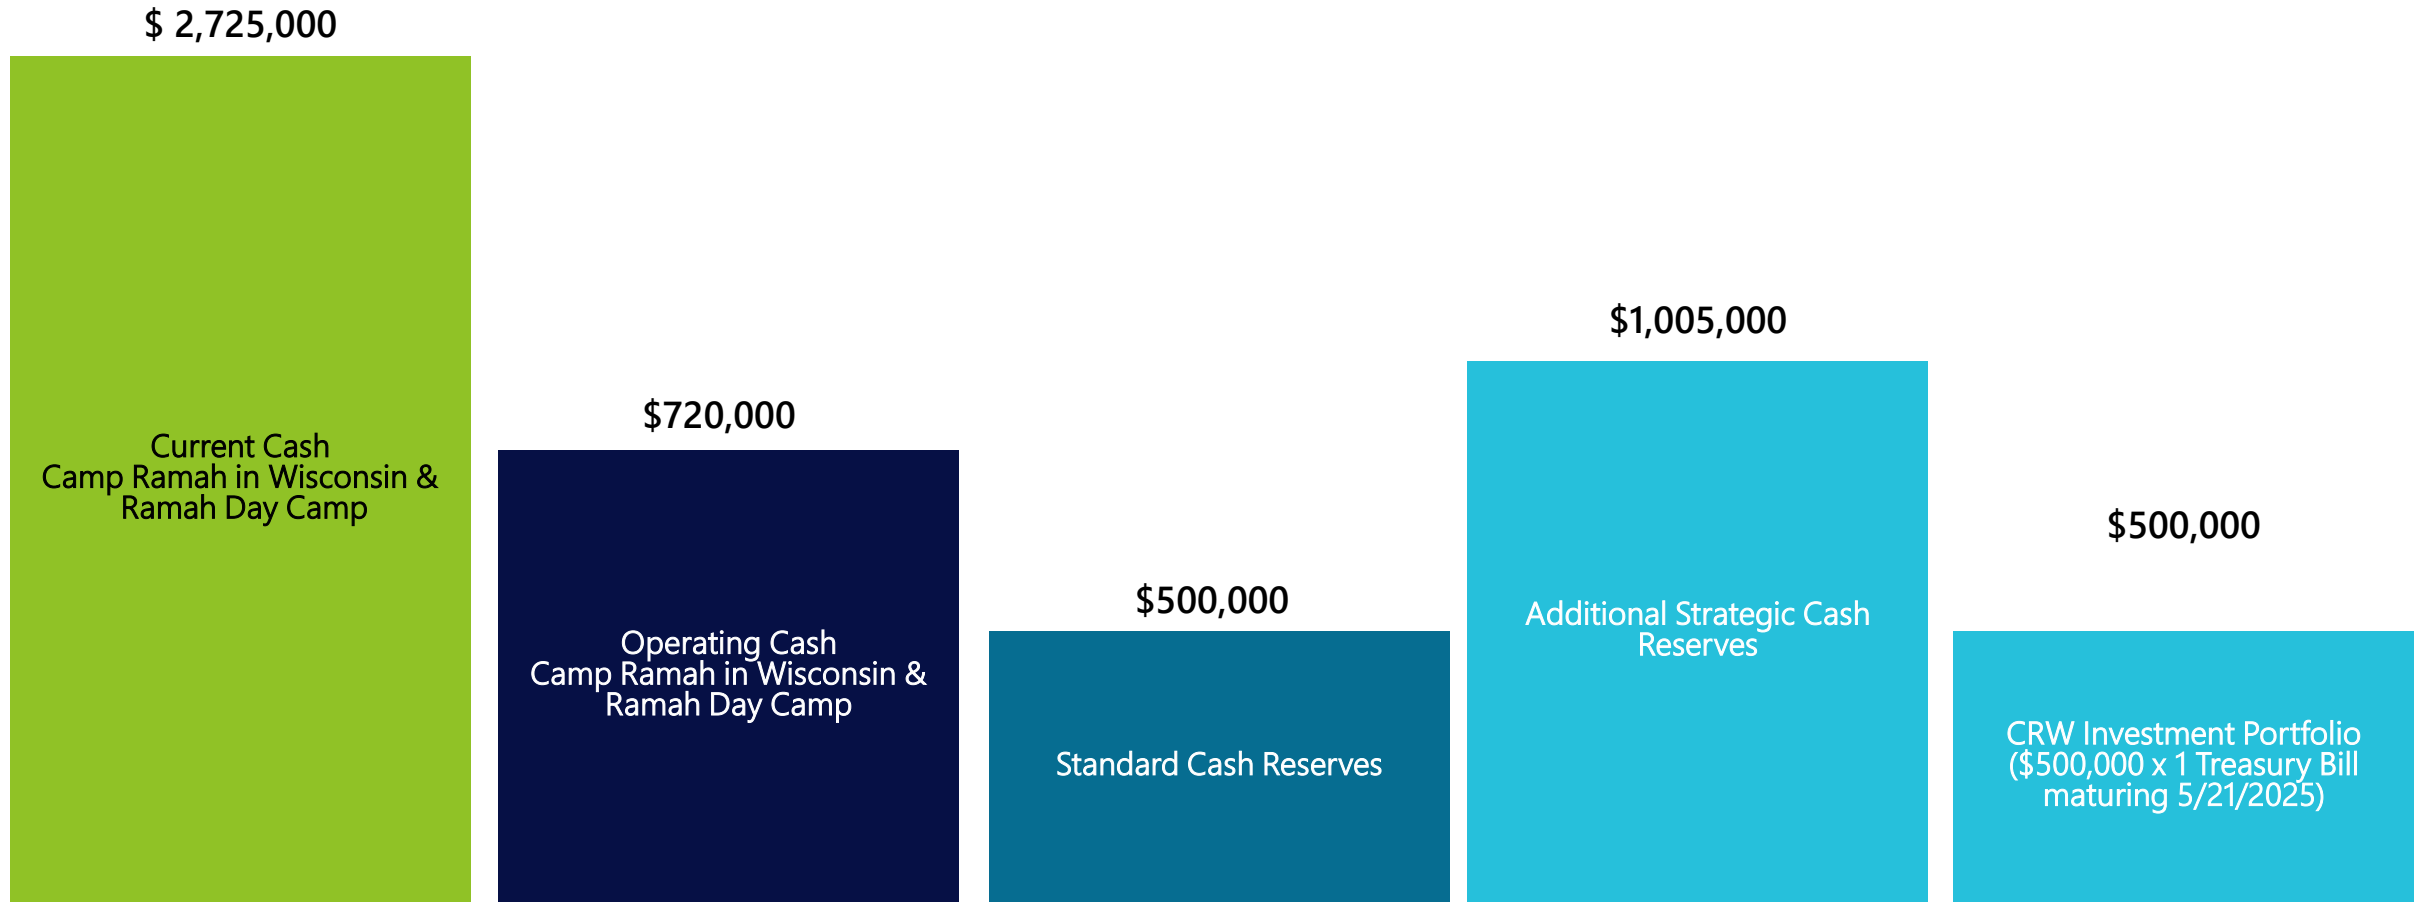 $ 2,725,000
Current Cash
Camp Ramah in Wisconsin &
Ramah Day Camp
$720,000
Operating Cash
Camp Ramah in Wisconsin &
Ramah Day Camp
$500,000
Standard Cash Reserves
$1,005,000
Additional Strategic Cash
Reserves
$500,000
CRW Investment Portfolio
($500,000 x 1 Treasury Bill
maturing 5/21/2025)